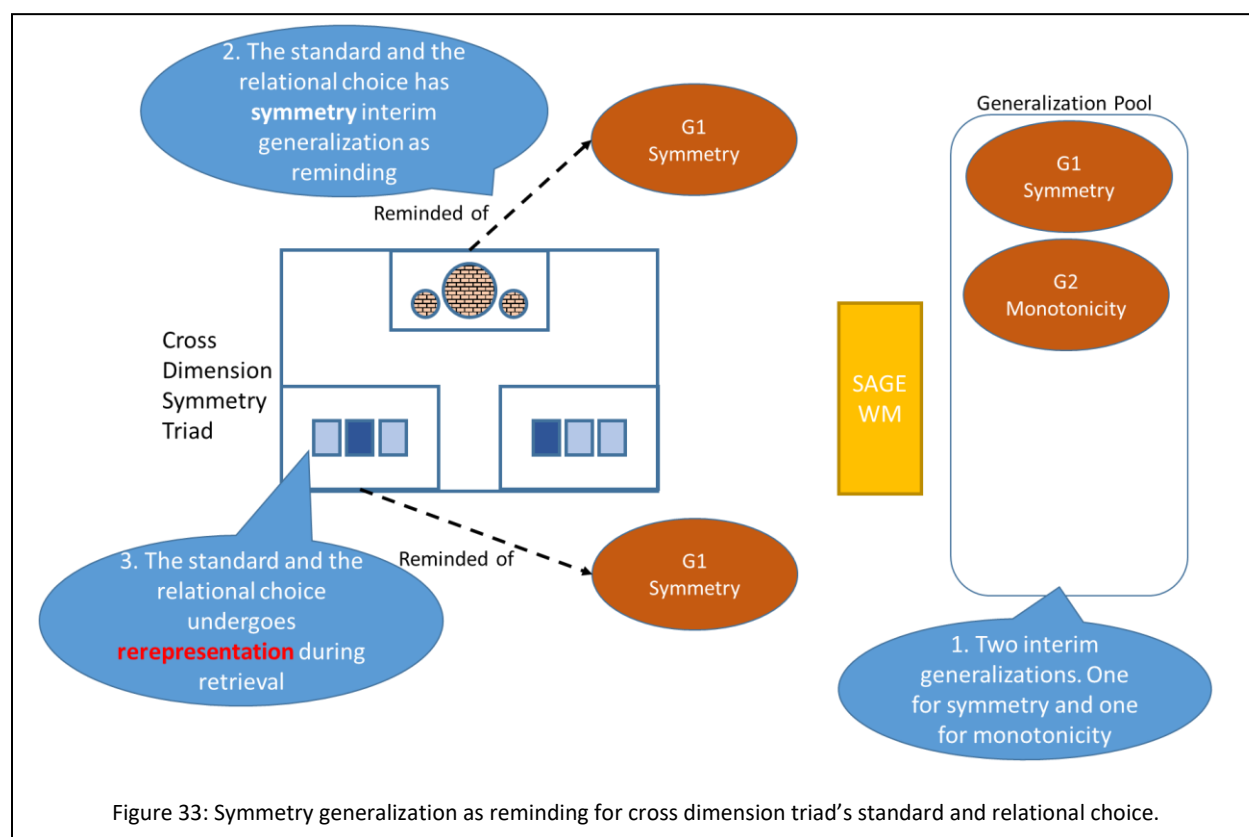 2. The standard and the
relational choice has
symmetry interim
generalization as
reminding
G1
Symmetry
Reminded of
Generalization Pool
G1
Symmetry
G2
Monotonicity
Cross
Dimension
Symmetry
Triad
SAGE
WM
3. The standard and the
relational choice
undergoes
rerepresentation during
retrieval
Reminded of
G1
Symmetry
1. Two interim
generalizations. One
for symmetry and one
for monotonicity
Figure 33: Symmetry generalization as reminding for cross dimension triad’s standard and relational choice.